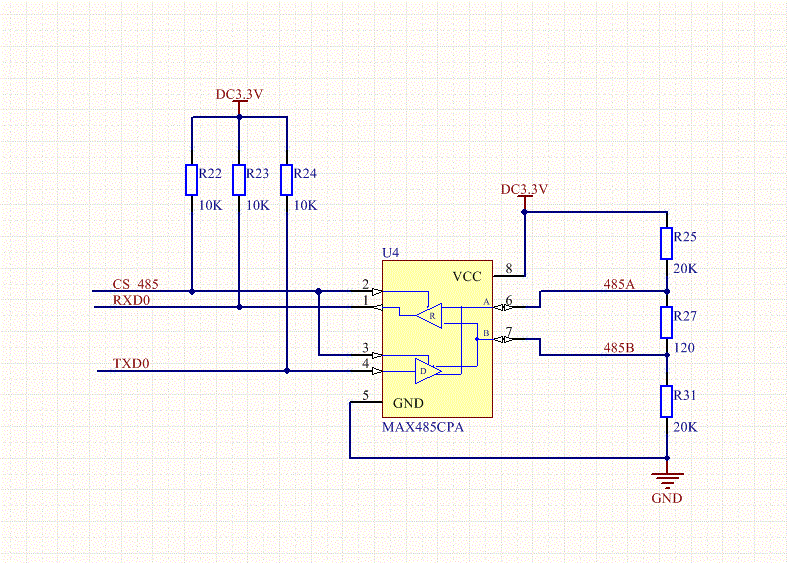 DC3.3V
R22 R23 R24
10K 10K 10K
DC3.3V
R25
20K
U4
VCC 8
CS_485 2
RXD0 1
A 6 485A
R
R27
120
B 7 485B
3
TXD0 4
D
5 GND
R31
20K
MAX485CPA
GND